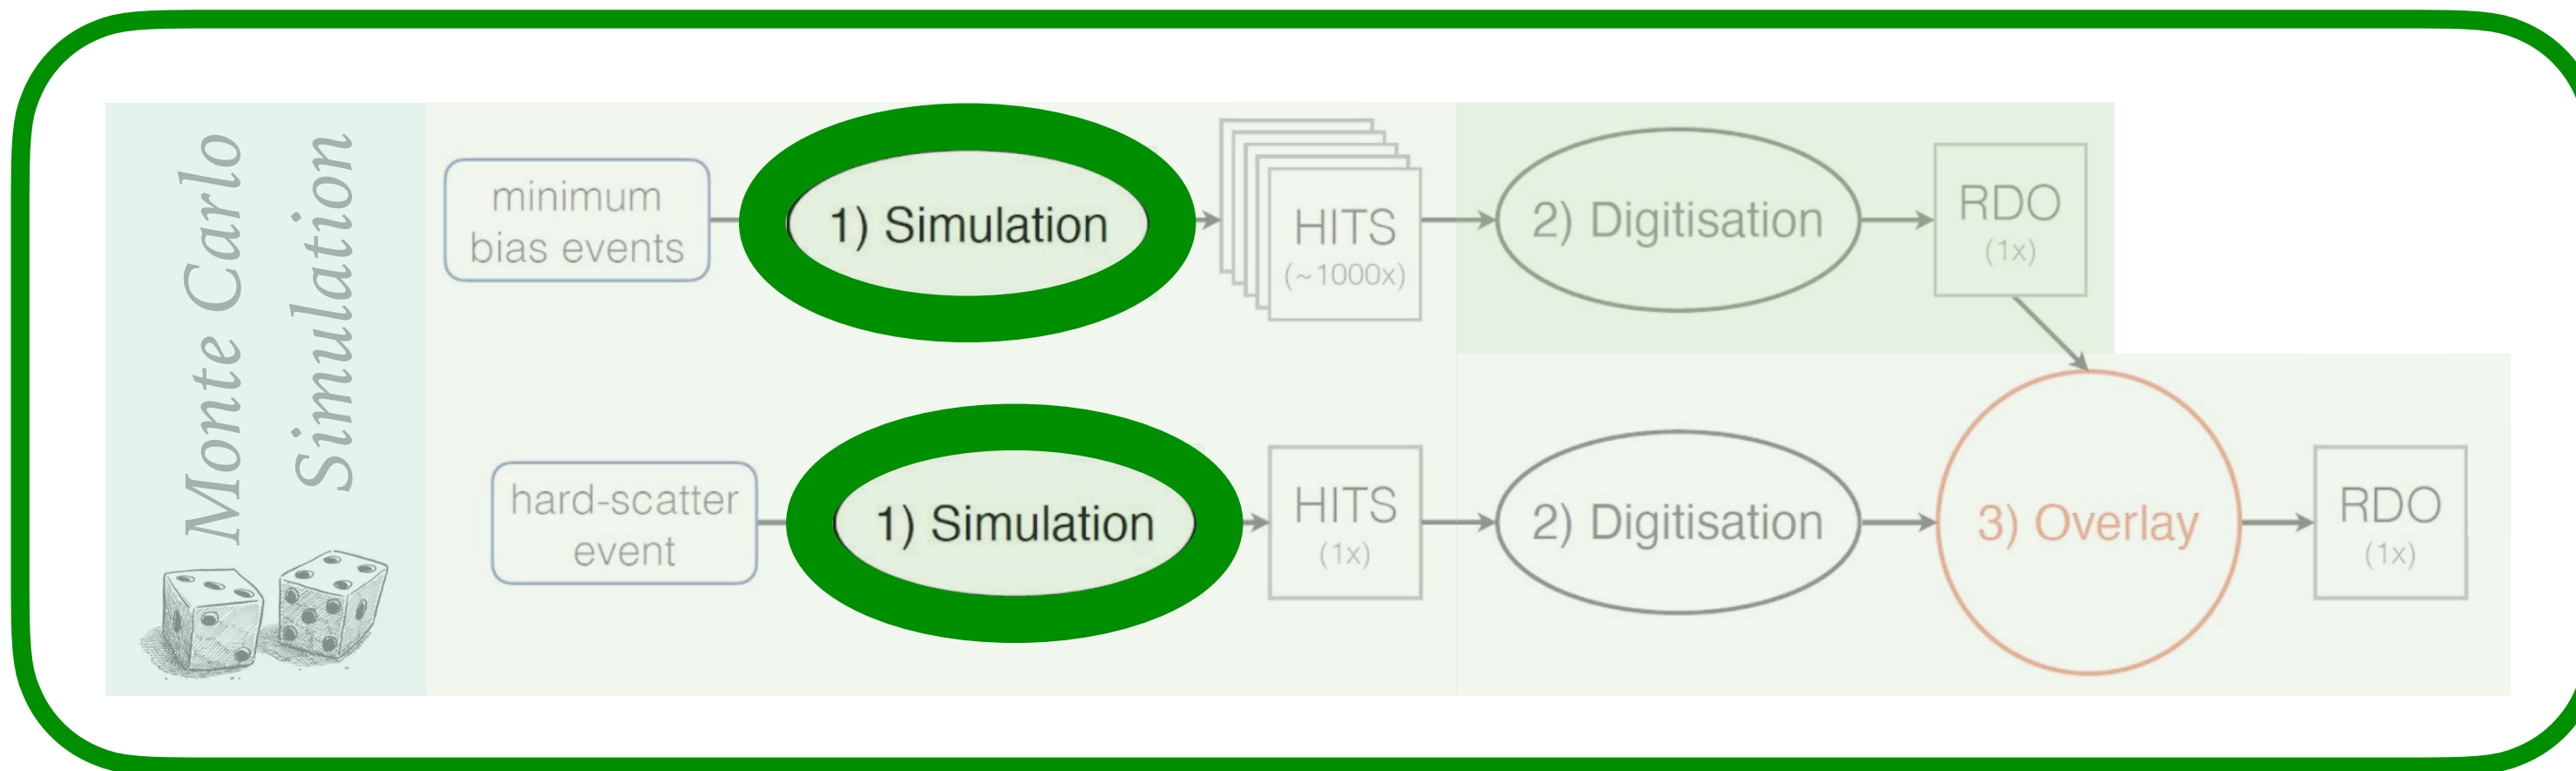 Monte Carlo
Simulation
minimum
bias events
1) Simulation
HITS
(~1000x)
2) Digitisation
RDO
(1x)
hard-scatter
event
1) Simulation
HITS
(1x)
2) Digitisation
3) Overlay
RDO
(1x)